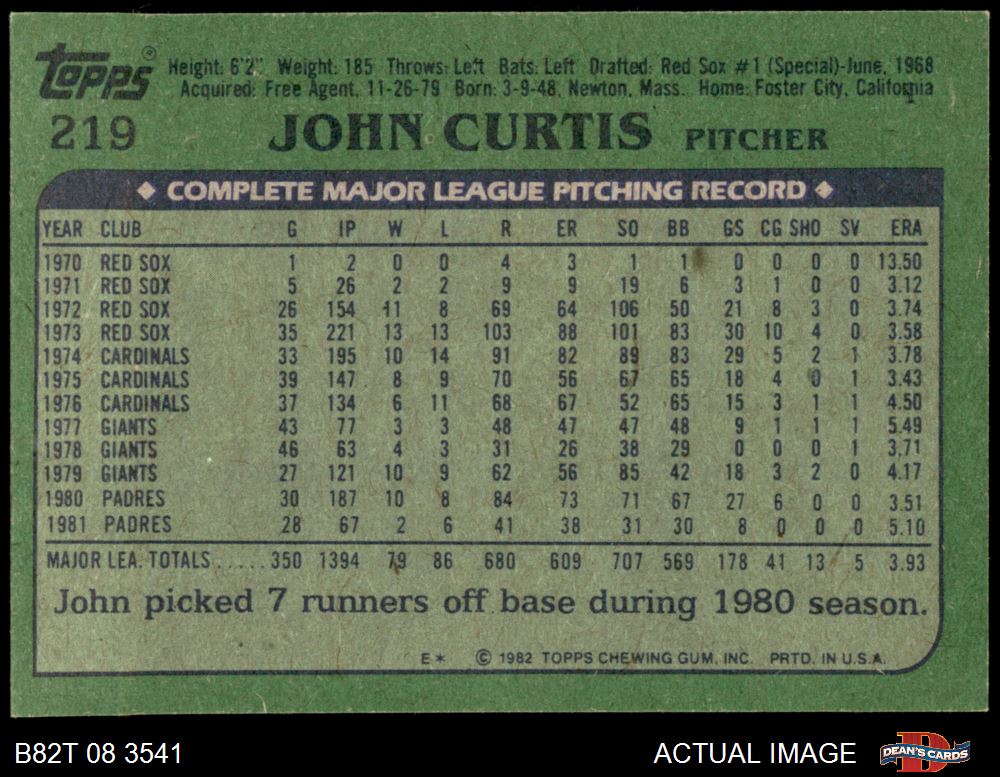 Topps® Height: 6'2" Weight: 185 Throws: Left Bats: Left Drafted: Red Sox #1 (Special)-June, 1968
Acquired: Free Agent, 11-26-79 Born: 3-9-48, Newton, Mass. Home: Foster City, California
219 JOHN CURTIS PITCHER
◆ COMPLETE MAJOR LEAGUE PITCHING RECORD ◆
YEAR CLUB G IP W L R ER SO BB GS CG SHO SV ERA
1970 RED SOX 1 2 0 0 4 3 1 1 0 0 0 0 13.50
1971 RED SOX 5 26 2 2 9 9 19 6 3 1 0 0 3.12
1972 RED SOX 26 154 11 8 69 64 106 50 21 8 3 0 3.74
1973 RED SOX 35 221 13 13 103 88 101 83 30 10 4 0 3.58
1974 CARDINALS 33 195 10 14 91 82 89 83 29 5 2 1 3.78
1975 CARDINALS 39 147 8 9 70 56 67 65 18 4 0 1 3.43
1976 CARDINALS 37 134 6 11 68 67 52 65 15 3 1 1 4.50
1977 GIANTS 43 77 3 3 48 47 47 48 9 1 1 1 5.49
1978 GIANTS 46 63 4 3 31 26 38 29 0 0 0 1 3.71
1979 GIANTS 27 121 10 9 62 56 85 42 18 3 2 0 4.17
1980 PADRES 30 187 10 8 84 73 71 67 27 6 0 0 3.51
1981 PADRES 28 67 2 6 41 38 31 30 8 0 0 0 5.10
MAJOR LEA. TOTALS ..... 350 1394 79 86 680 609 707 569 178 41 13 5 3.93
John picked 7 runners off base during 1980 season.
E* © 1982 TOPPS CHEWING GUM, INC. PRTD. IN U.S.A.
B82T 08 3541 ACTUAL IMAGE DEAN'S CARDS